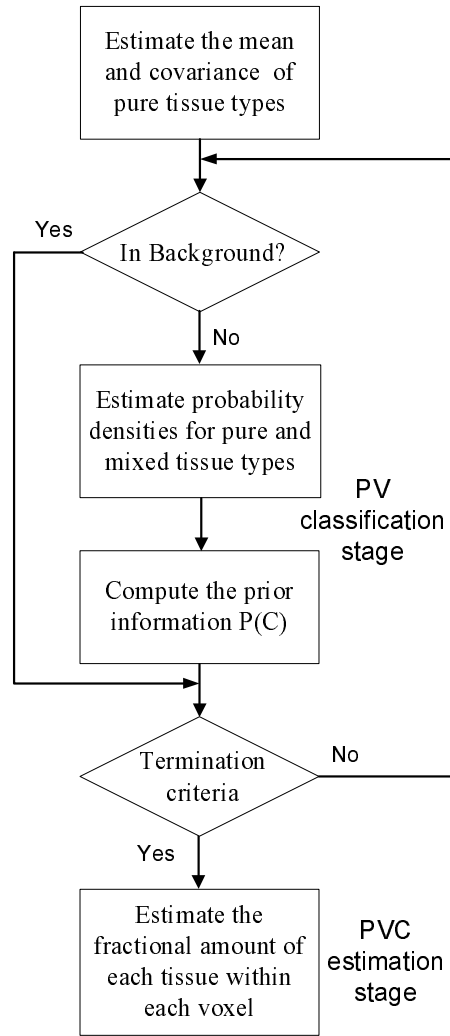 Estimate the mean
and covariance of
pure tissue types
Yes
In Background?
No
Estimate probability
densities for pure and
mixed tissue types
PV
classification
stage
Compute the prior
information P(C)
Termination
criteria
No
Yes
Estimate the
fractional amount of
each tissue within
each voxel
PVC
estimation
stage